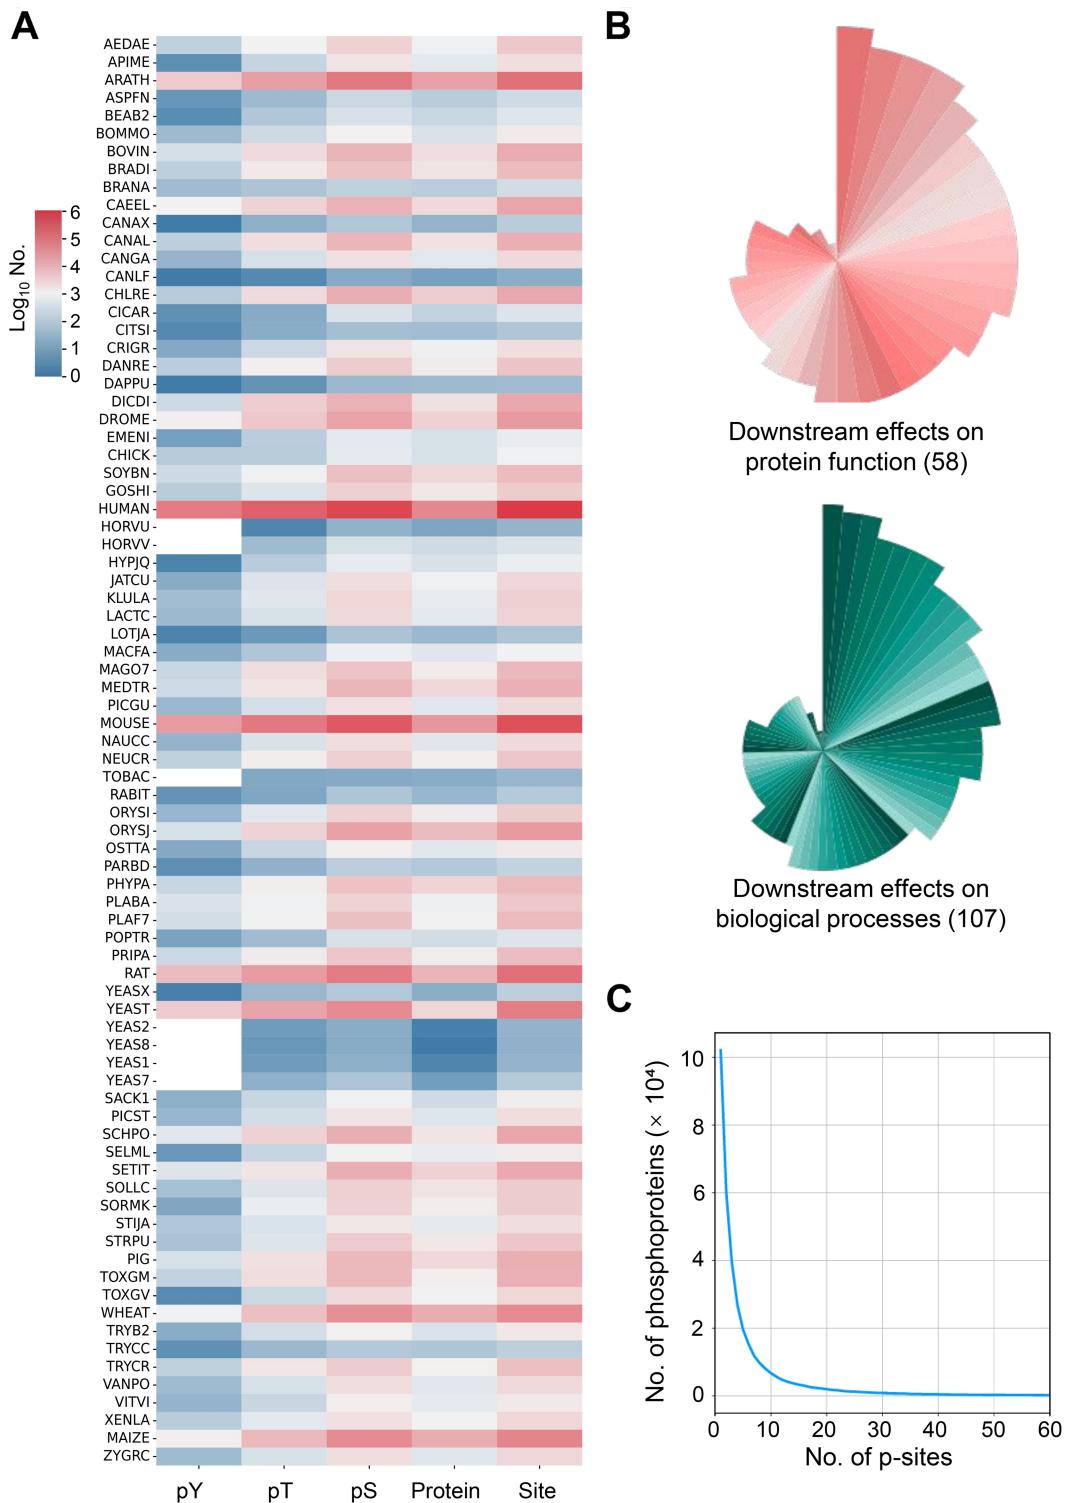 A
AEDAE
APIME
ARATH
ASPFN
BEAB2
BOMMO
BOVIN
BRADI
BRANA
CAEEL
CANAX
CANAL
CANGA
CANLF
CHLRE
CICAR
CITSI
CRIGR
DANRE
DAPPU
DICDI
DROME
EMENI
CHICK
SOYBN
GOSHI
HUMAN
HORVU
HORVV
HYPJQ
JATCU
KLULA
LACTC
LOTJA
MACFA
MAGO7
MEDTR
PICGU
MOUSE
NAUCC
NEUCR
TOBAC
RABIT
ORYSI
ORYSJ
OSTTA
PARBD
PHYPA
PLABA
PLAF7
POPTR
PRIPA
RAT
YEASX
YEAST
YEAS2
YEAS8
YEAS1
YEAS7
SACK1
PICST
SCHPO
SELML
SETIT
SOLLC
SORMK
STIJA
STRPU
PIG
TOXGM
TOXGV
WHEAT
TRYB2
TRYCC
TRYCR
VANPO
VITVI
XENLA
MAIZE
ZYGRC
pY pT pS Protein Site
Log₁₀ No.
6
5
4
3
2
1
0
B
Downstream effects on
protein function (58)
Downstream effects on
biological processes (107)
C
No. of phosphoproteins (× 10⁴)
10
8
6
4
2
0
0 10 20 30 40 50 60
No. of p-sites